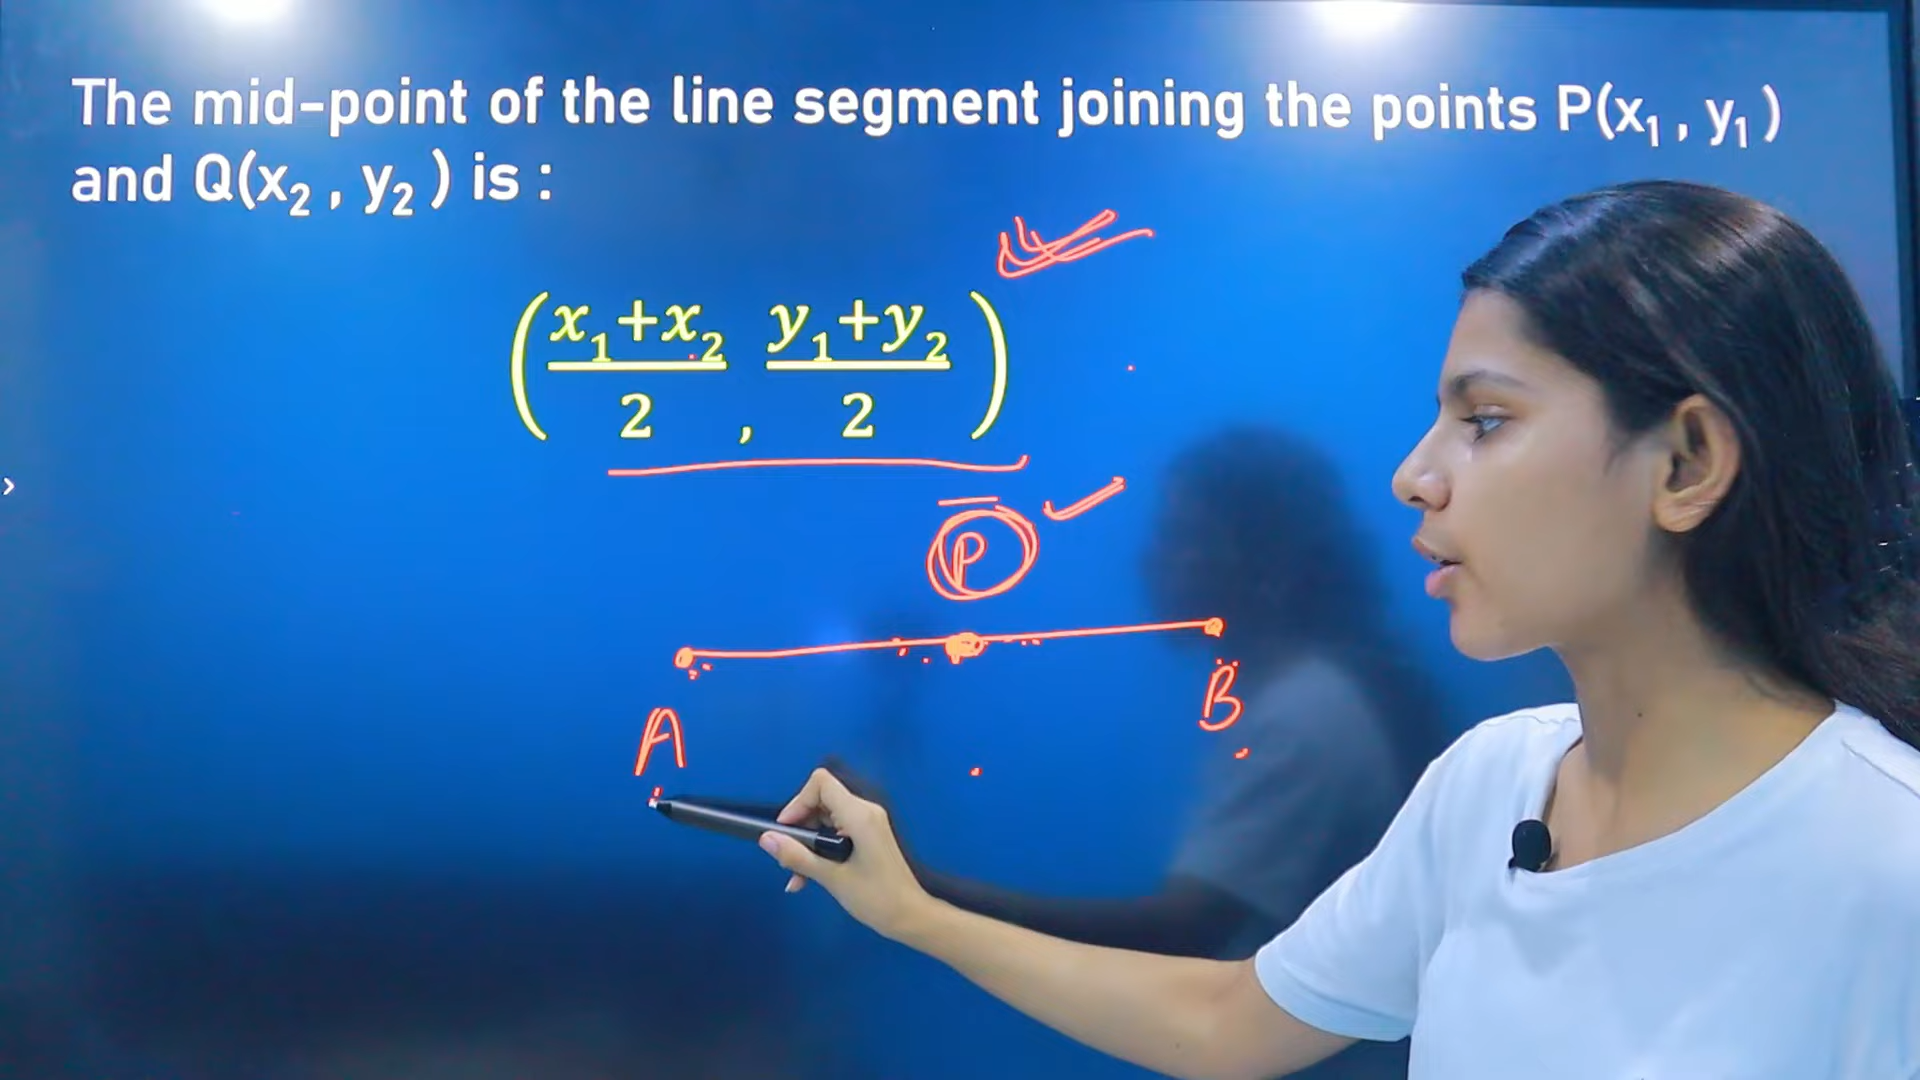 The mid-point of the line segment joining the points P(x₁ , y₁ )
and Q(x₂ , y₂ ) is :
(x₁+x₂/2 , y₁+y₂/2)
P
A
B